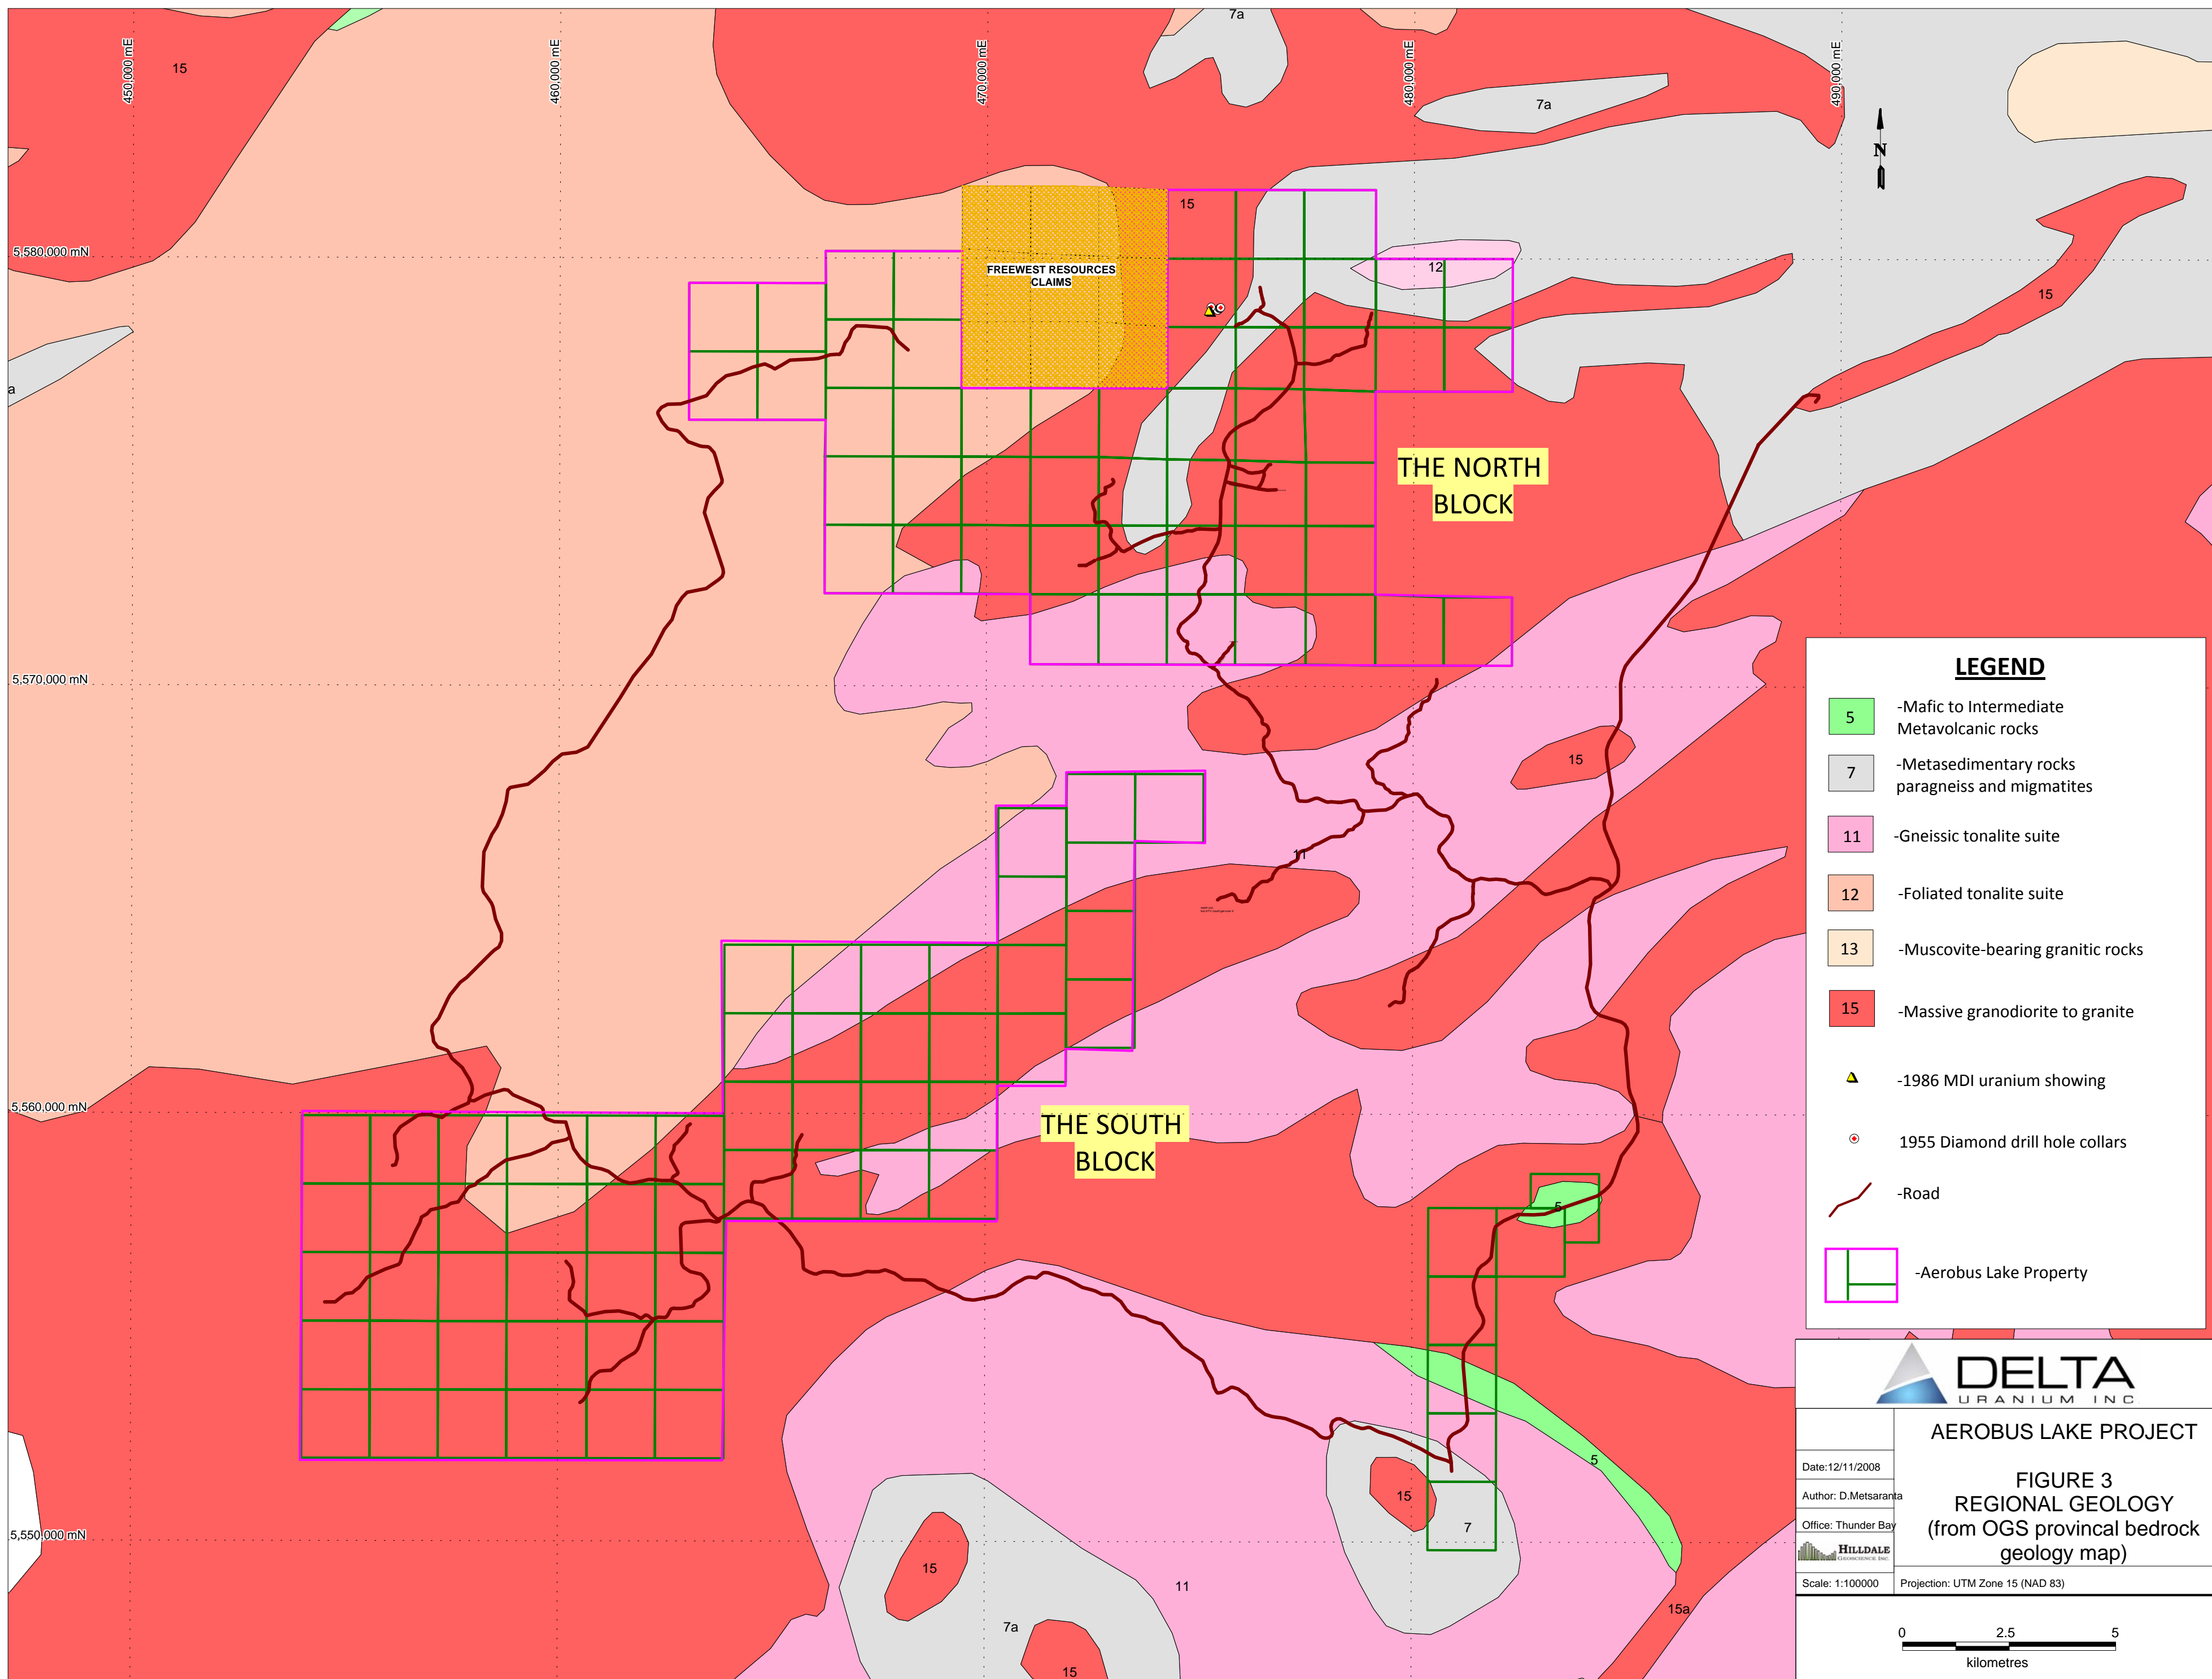 7a
15
450,000 mE
460,000 mE
470,000 mE
480,000 mE
490,000 mE
7a
N
15
5,580,000 mN
FREEWEST RESOURCES
CLAIMS
12
15
a
THE NORTH
BLOCK
5,570,000 mN
15
11
5,560,000 mN
THE SOUTH
BLOCK
5
5
15
7
5,550,000 mN
15
11
7a
15
15a
LEGEND
5
-Mafic to Intermediate
Metavolcanic rocks
7
-Metasedimentary rocks
paragneiss and migmatites
11 -Gneissic tonalite suite
12 -Foliated tonalite suite
13 -Muscovite-bearing granitic rocks
15 -Massive granodiorite to granite
-1986 MDI uranium showing
1955 Diamond drill hole collars
-Road
-Aerobus Lake Property
DELTA
URANIUM INC
AEROBUS LAKE PROJECT
FIGURE 3
REGIONAL GEOLOGY
(from OGS provincal bedrock
geology map)
Date:12/11/2008
Author: D.Metsaranta
Office: Thunder Bay
HILLDALE
GEOSCIENCE INC.
Scale: 1:100000
Projection: UTM Zone 15 (NAD 83)
0 2.5 5
kilometres